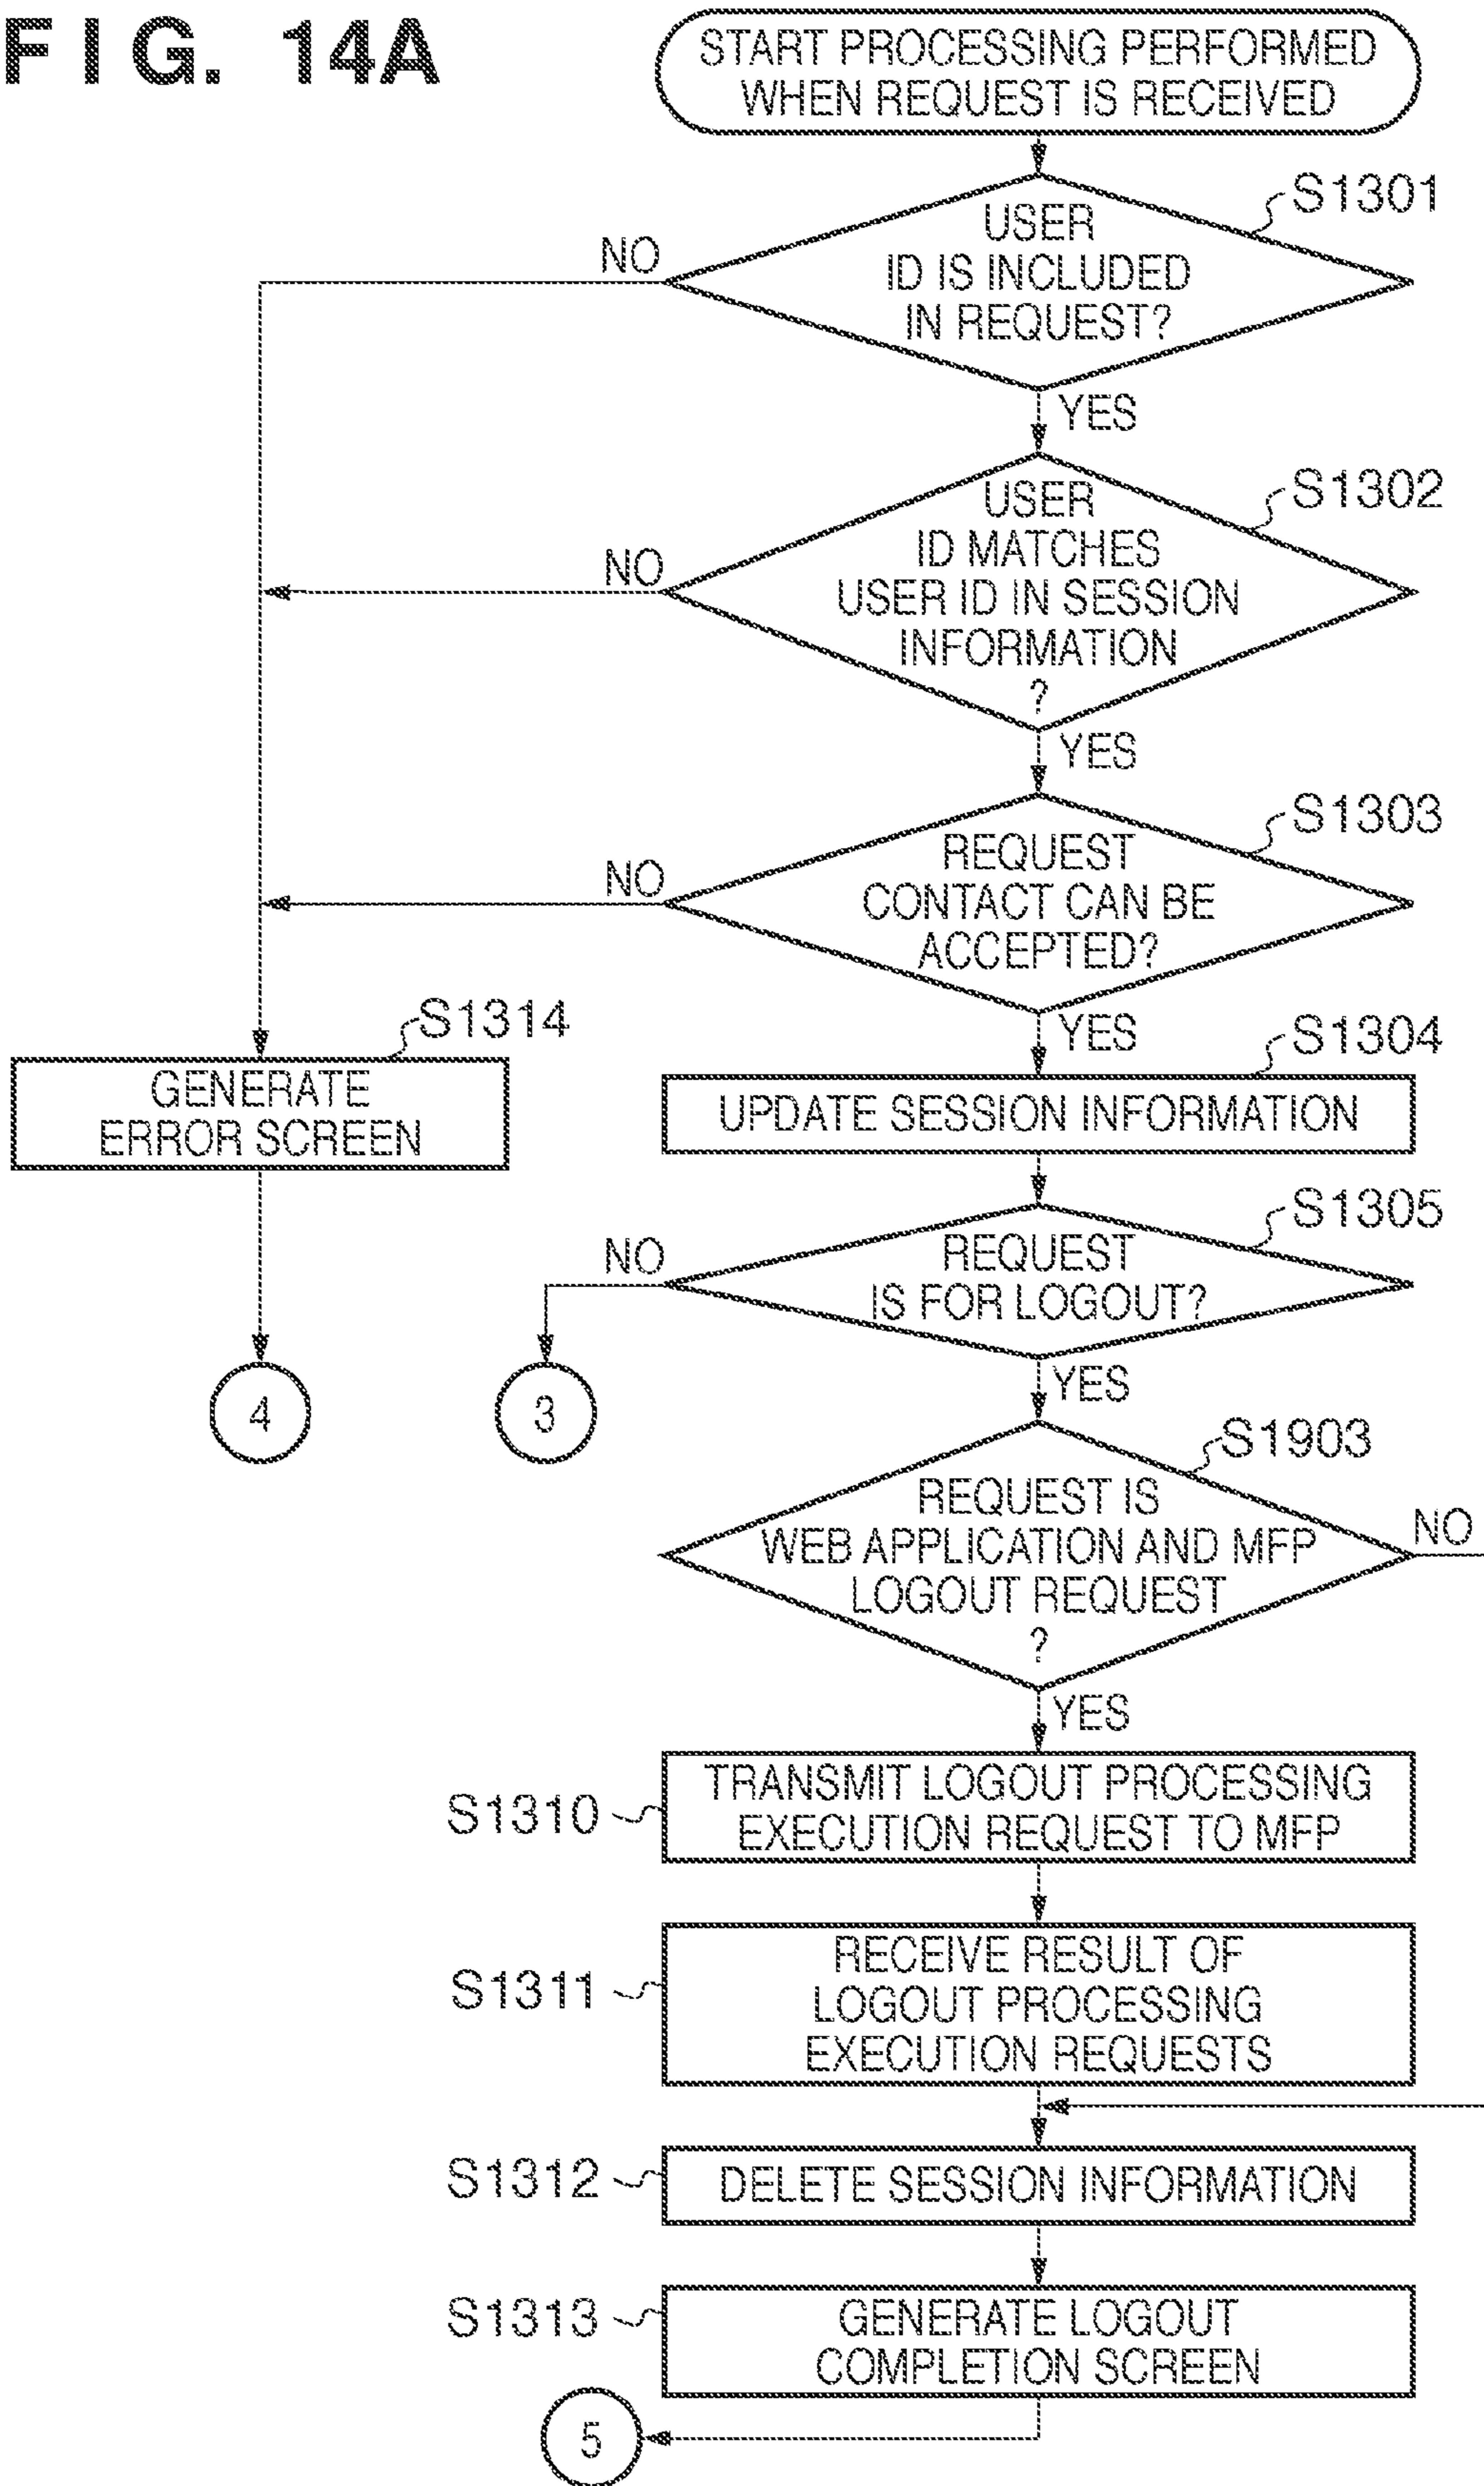 FIG. 14A
START PROCESSING PERFORMED
WHEN REQUEST IS RECEIVED
S1301
USER
ID IS INCLUDED
IN REQUEST?
NO
YES
S1302
USER
ID MATCHES
USER ID IN SESSION
INFORMATION
?
NO
YES
S1303
REQUEST
CONTACT CAN BE
ACCEPTED?
NO
YES
S1314
GENERATE
ERROR SCREEN
S1304
UPDATE SESSION INFORMATION
S1305
REQUEST
IS FOR LOGOUT?
NO
YES
4
3
S1903
REQUEST IS
WEB APPLICATION AND MFP
LOGOUT REQUEST
?
NO
YES
S1310
TRANSMIT LOGOUT PROCESSING
EXECUTION REQUEST TO MFP
S1311
RECEIVE RESULT OF
LOGOUT PROCESSING
EXECUTION REQUESTS
S1312
DELETE SESSION INFORMATION
S1313
GENERATE LOGOUT
COMPLETION SCREEN
5